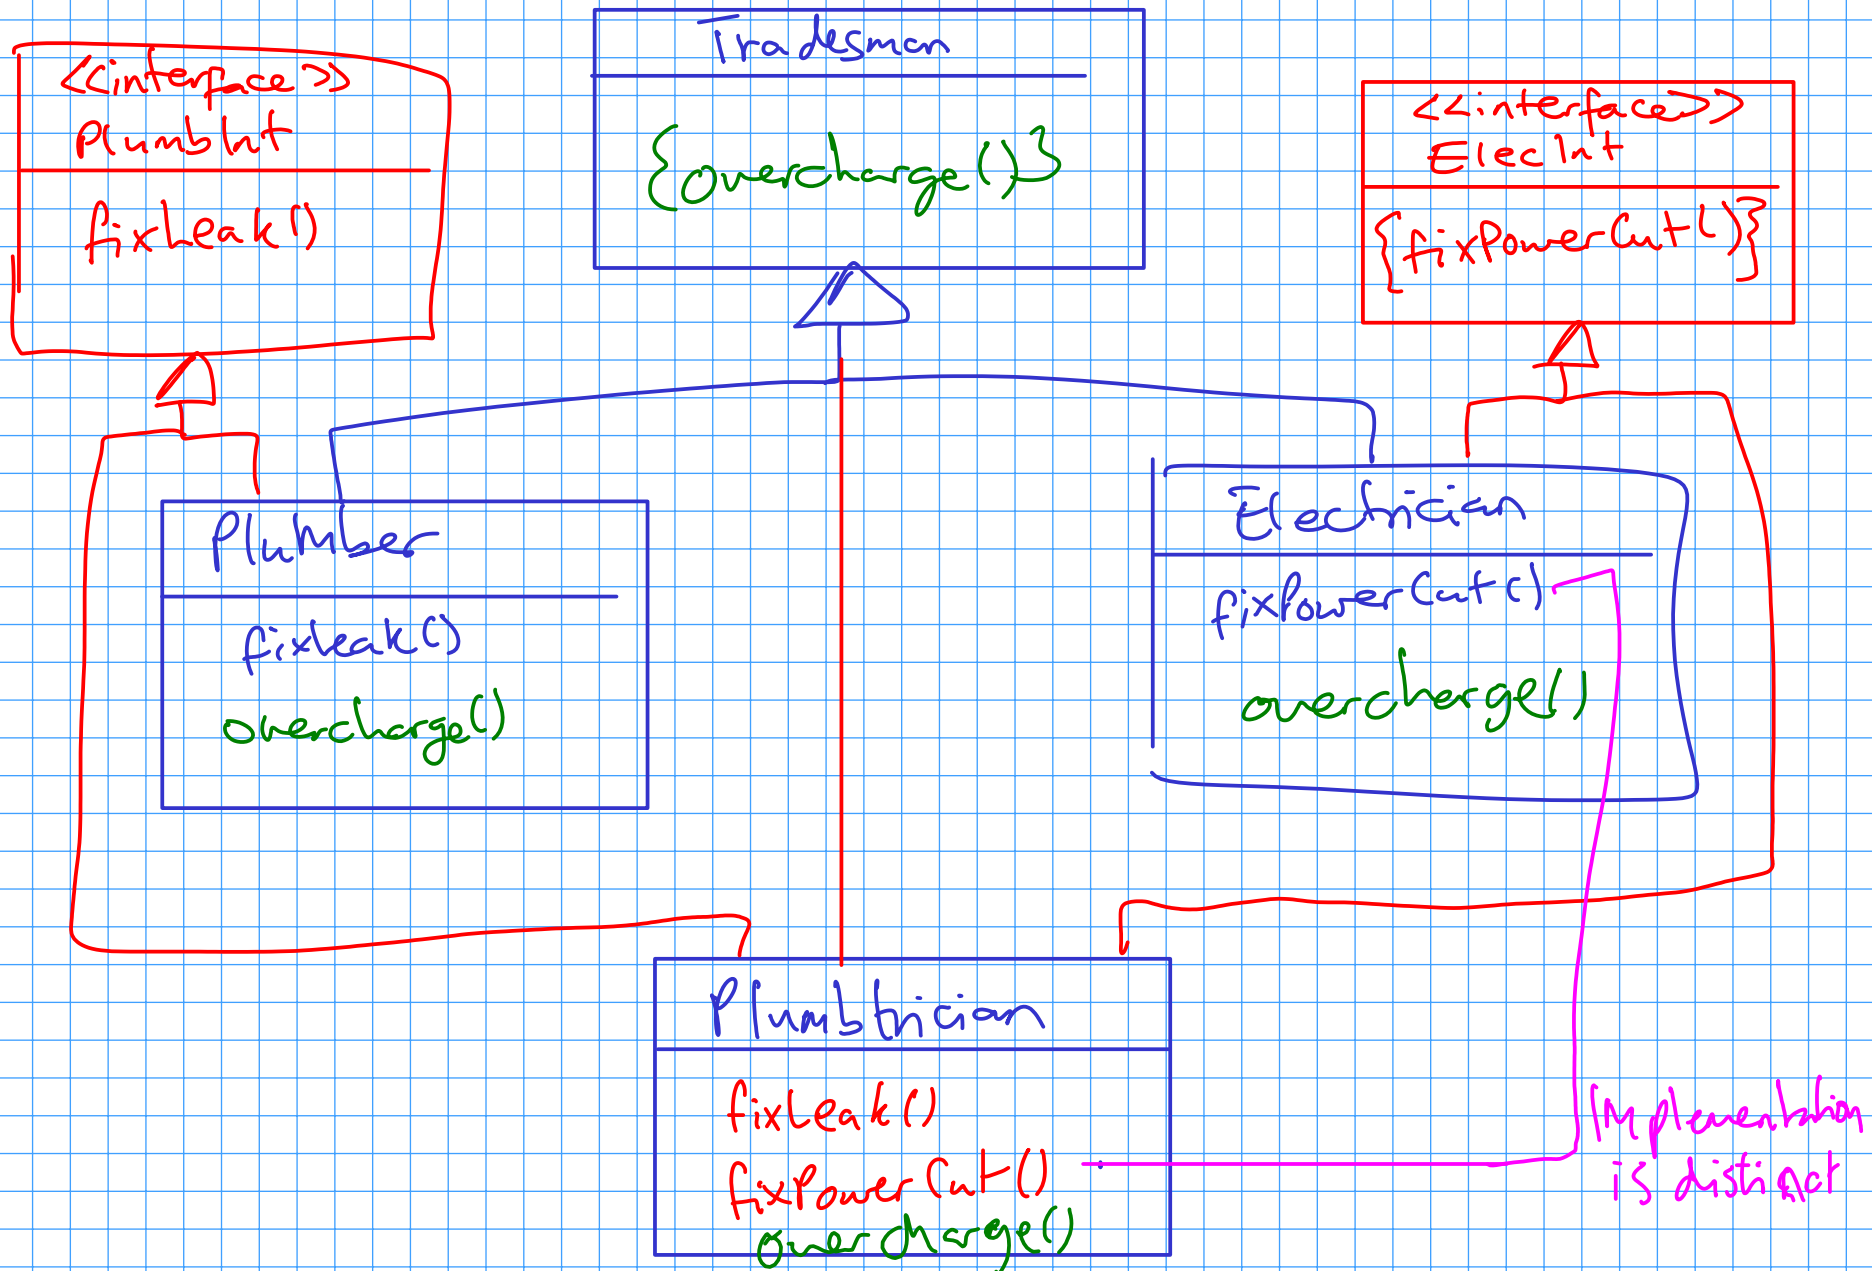 Tradesman
{overcharge()}
<<interface>>
PlumbInt
fixLeak()
<<interface>>
ElecInt
{fixPowerCut()}
Plumber
fixLeak()
overcharge()
Electrician
fixPowerCut()
overcharge()
Plumbtrician
fixLeak()
fixPowerCut()
overcharge()
Implementation
is distinct